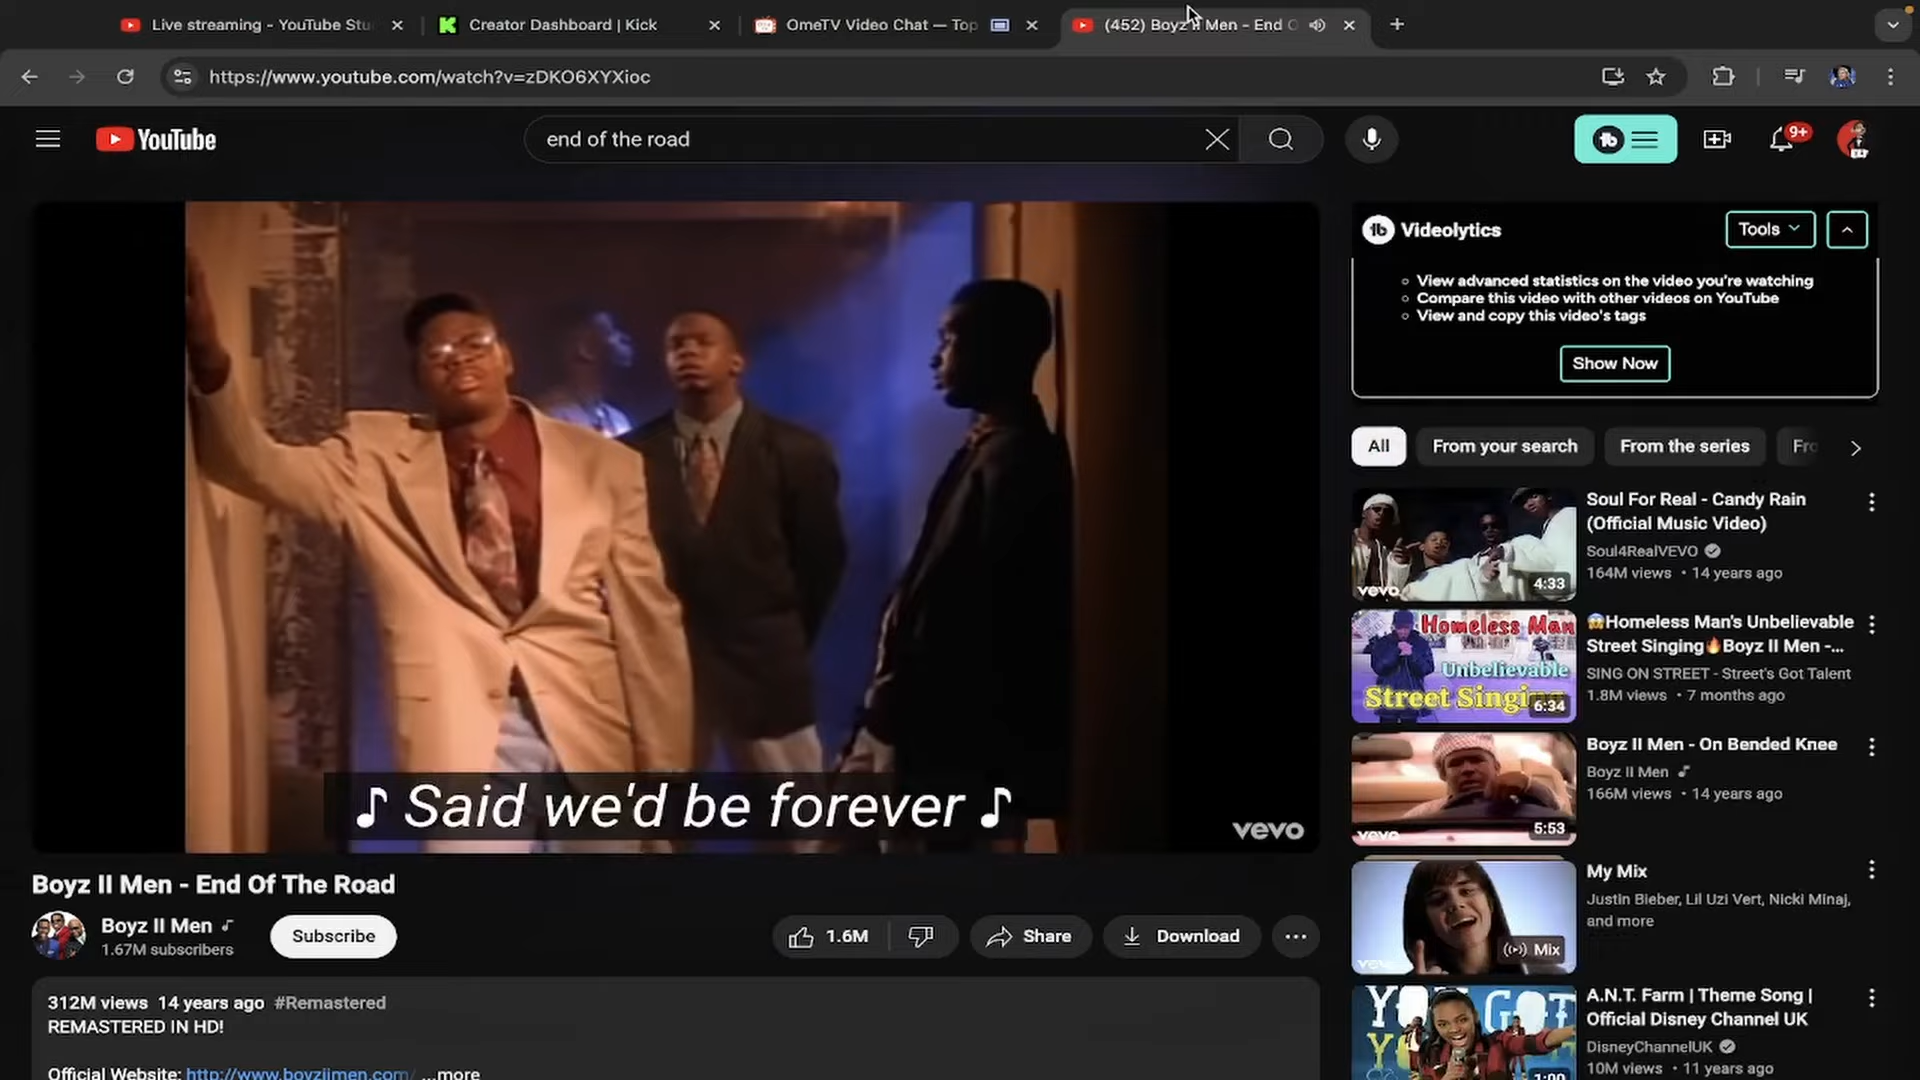 Live streaming - YouTube Stu
Creator Dashboard | Kick
OmeTV Video Chat — Top
(452) Boyz II Men - End O
https://www.youtube.com/watch?v=zDKO6XYXioc
YouTube
end of the road
9+
Videolytics
Tools
View advanced statistics on the video you're watching
Compare this video with other videos on YouTube
View and copy this video's tags
Show Now
All
From your search
From the series
Fro
♪ Said we'd be forever ♪
vevo
Boyz II Men - End Of The Road
Boyz II Men
1.67M subscribers
Subscribe
1.6M
Share
Download
312M views 14 years ago #Remastered
REMASTERED IN HD!
Official Website: http://www.boyziimen.com/ ...more
vevo
4:33
Soul For Real - Candy Rain
(Official Music Video)
Soul4RealVEVO
164M views • 14 years ago
Homeless Man
Unbelievable
Street Singing
6:34
😱Homeless Man's Unbelievable
Street Singing🔥Boyz II Men -...
SING ON STREET - Street's Got Talent
1.8M views • 7 months ago
vevo
5:53
Boyz II Men - On Bended Knee
Boyz II Men
166M views • 14 years ago
Mix
My Mix
Justin Bieber, Lil Uzi Vert, Nicki Minaj,
and more
YOU GOT
1:00
A.N.T. Farm | Theme Song |
Official Disney Channel UK
DisneyChannelUK
10M views • 11 years ago